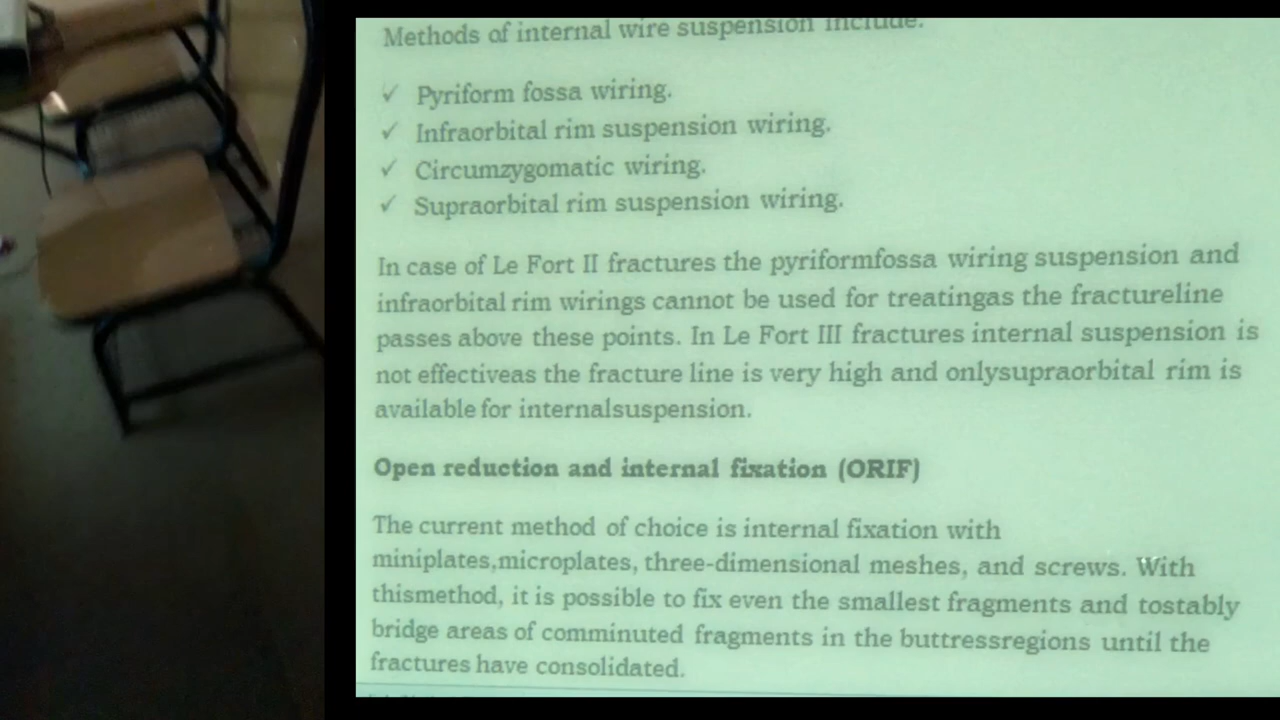 Methods of internal wire suspension include:
✓ Pyriform fossa wiring.
✓ Infraorbital rim suspension wiring.
✓ Circumzygomatic wiring.
✓ Supraorbital rim suspension wiring.
In case of Le Fort II fractures the pyriformfossa wiring suspension and
infraorbital rim wirings cannot be used for treatingas the fractureline
passes above these points. In Le Fort III fractures internal suspension is
not effectiveas the fracture line is very high and onlysupraorbital rim is
available for internalsuspension.
Open reduction and internal fixation (ORIF)
The current method of choice is internal fixation with
miniplates,microplates, three-dimensional meshes, and screws. With
thismethod, it is possible to fix even the smallest fragments and tostably
bridge areas of comminuted fragments in the buttressregions until the
fractures have consolidated.